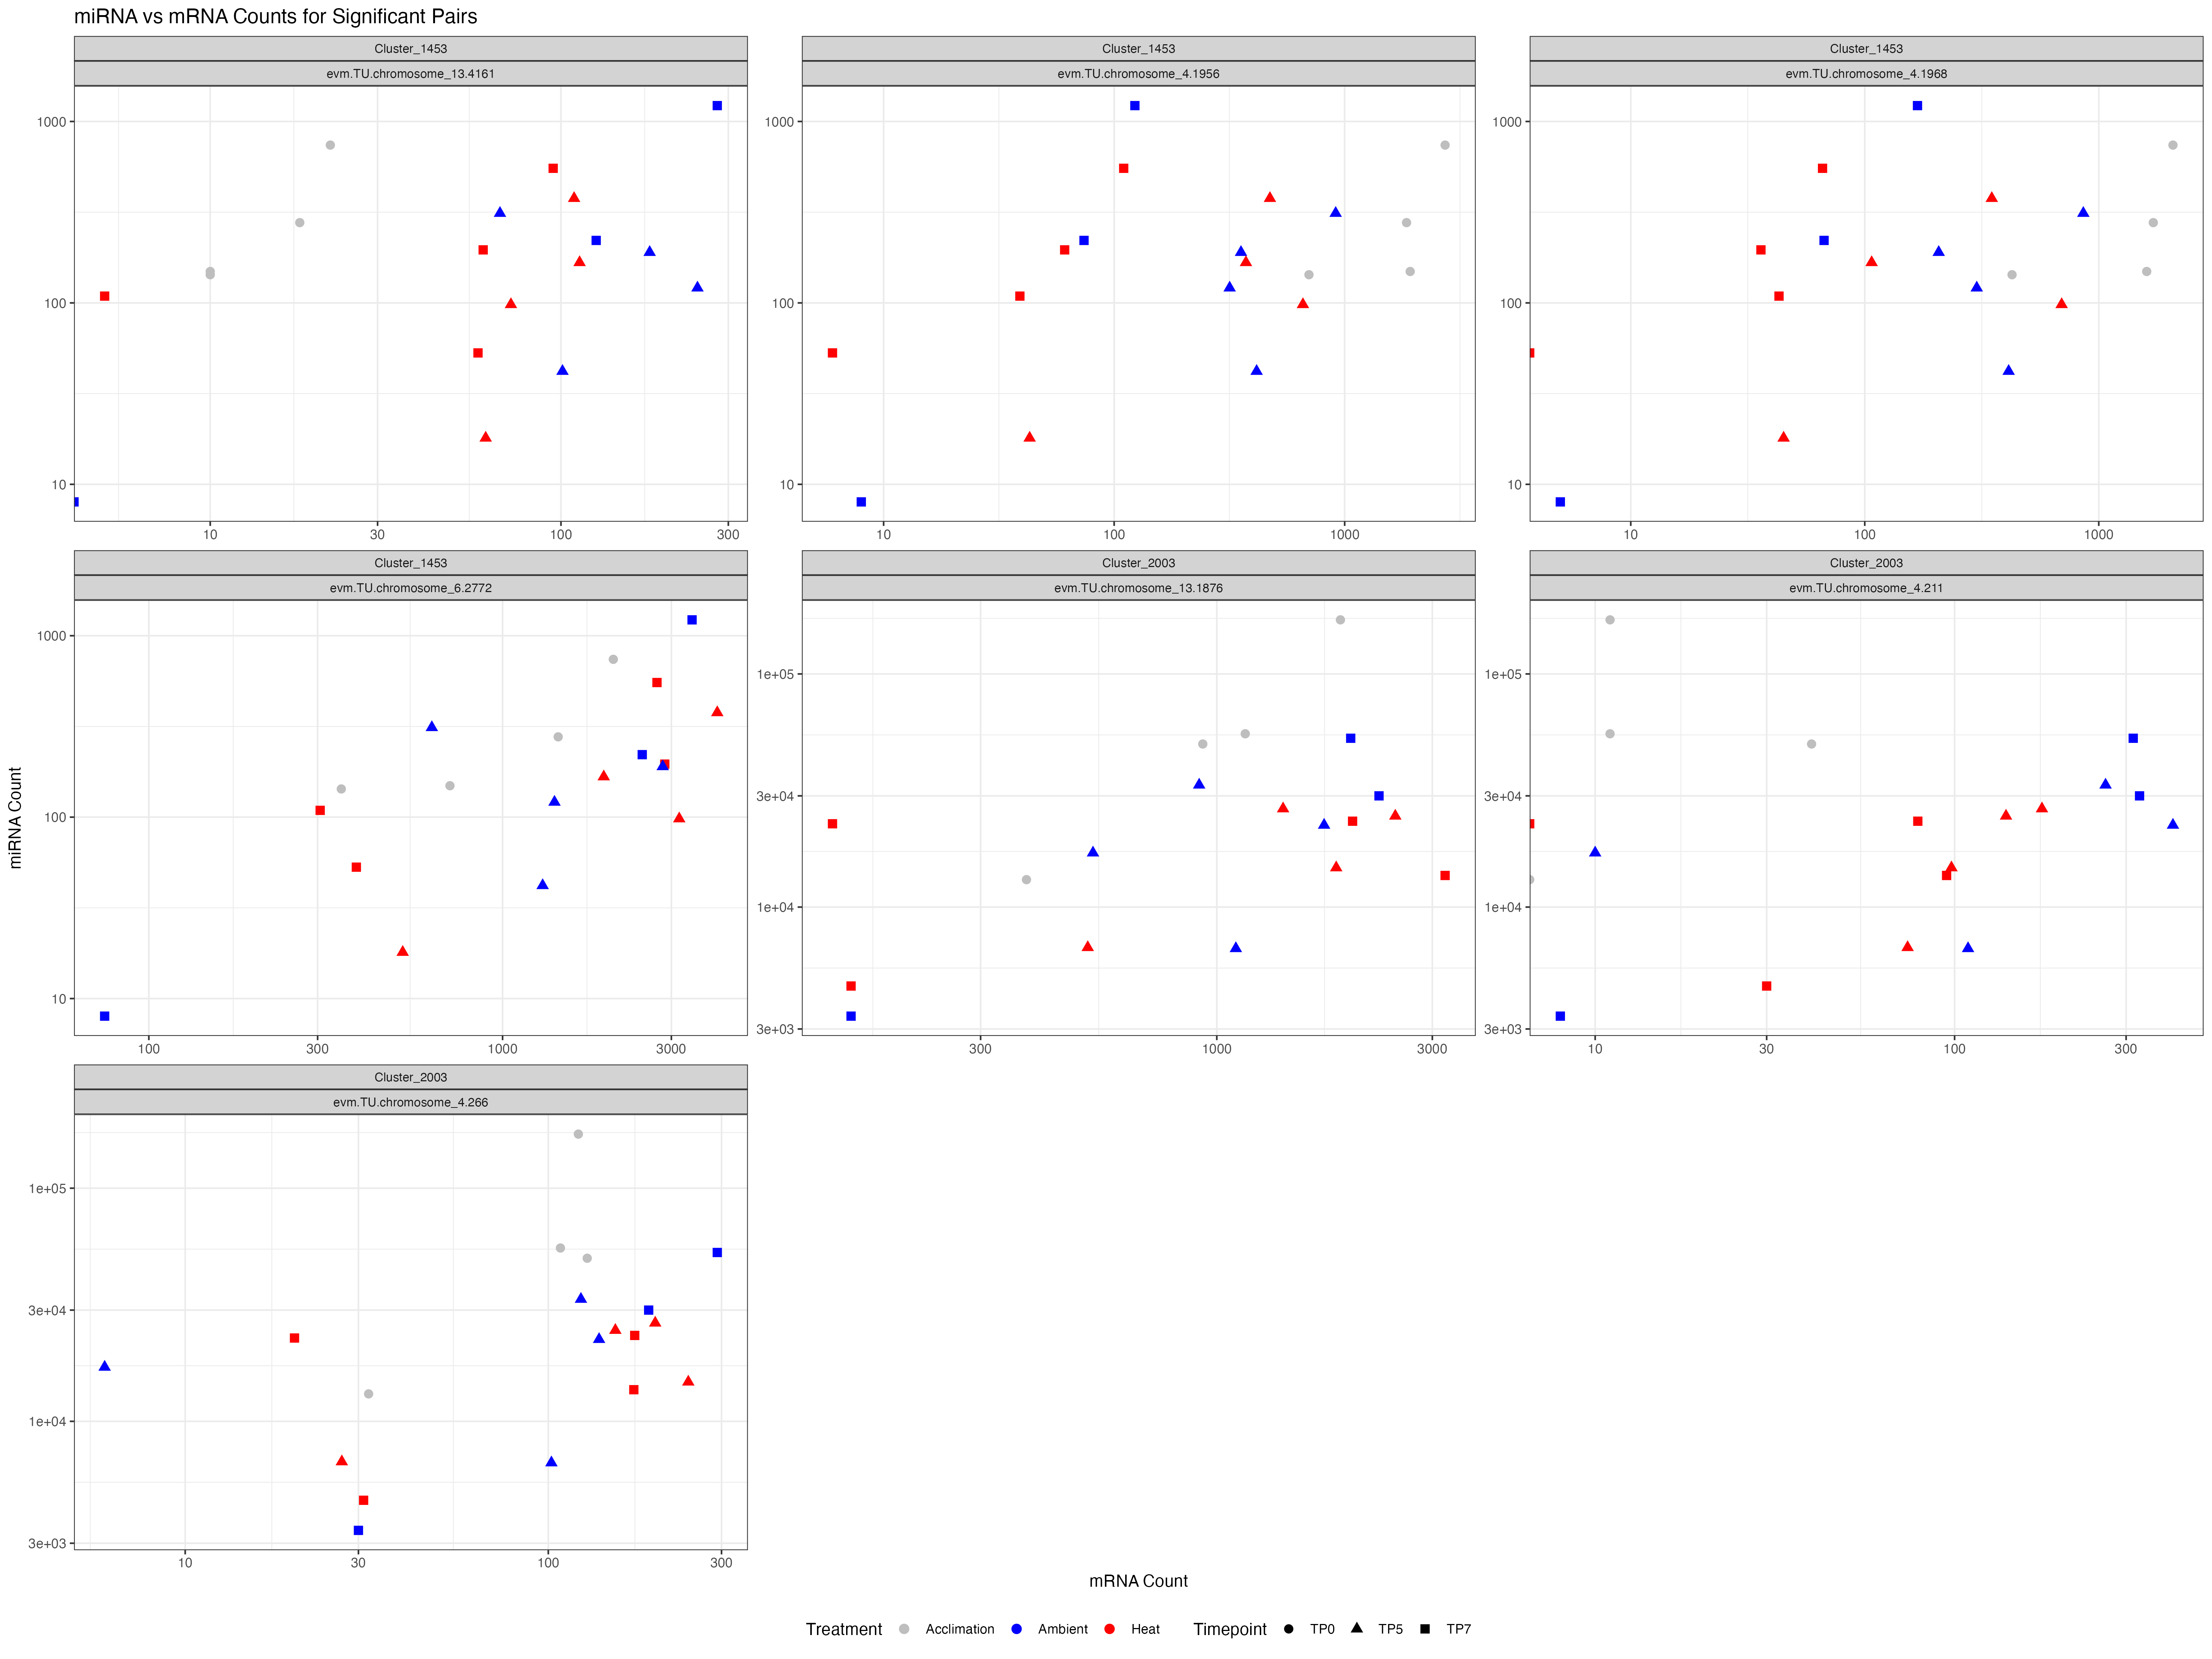 miRNA vs mRNA Counts for Significant Pairs
Cluster_1453
evm.TU.chromosome_13.4161
1000
100
10
10 30 100 300
Cluster_1453
evm.TU.chromosome_4.1956
1000
100
10
10 100 1000
Cluster_1453
evm.TU.chromosome_4.1968
1000
100
10
10 100 1000
Cluster_1453
evm.TU.chromosome_6.2772
1000
100
10
100 300 1000 3000
Cluster_2003
evm.TU.chromosome_13.1876
1e+05
3e+04
1e+04
3e+03
300 1000 3000
Cluster_2003
evm.TU.chromosome_4.211
1e+05
3e+04
1e+04
3e+03
10 30 100 300
Cluster_2003
evm.TU.chromosome_4.266
1e+05
3e+04
1e+04
3e+03
10 30 100 300
miRNA Count
mRNA Count
Treatment Acclimation Ambient Heat Timepoint TP0 TP5 TP7